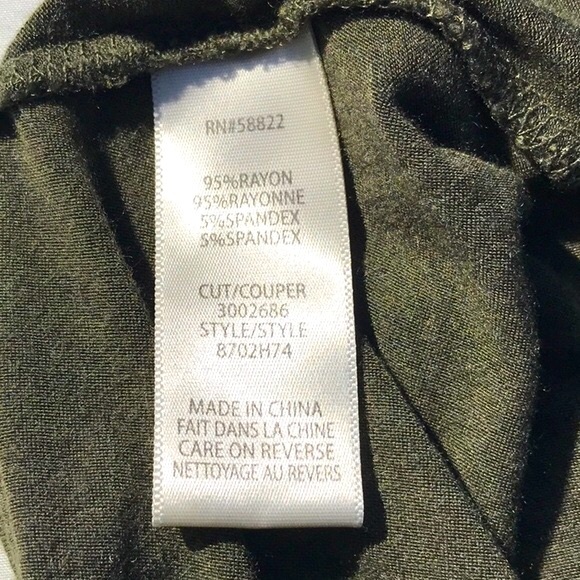 RN#58822
95%RAYON
95%RAYONNE
5%SPANDEX
5%SPANDEX
CUT/COUPER
3002686
STYLE/STYLE
8702H74
MADE IN CHINA
FAIT DANS LA CHINE
CARE ON REVERSE
NETTOYAGE AU REVERS